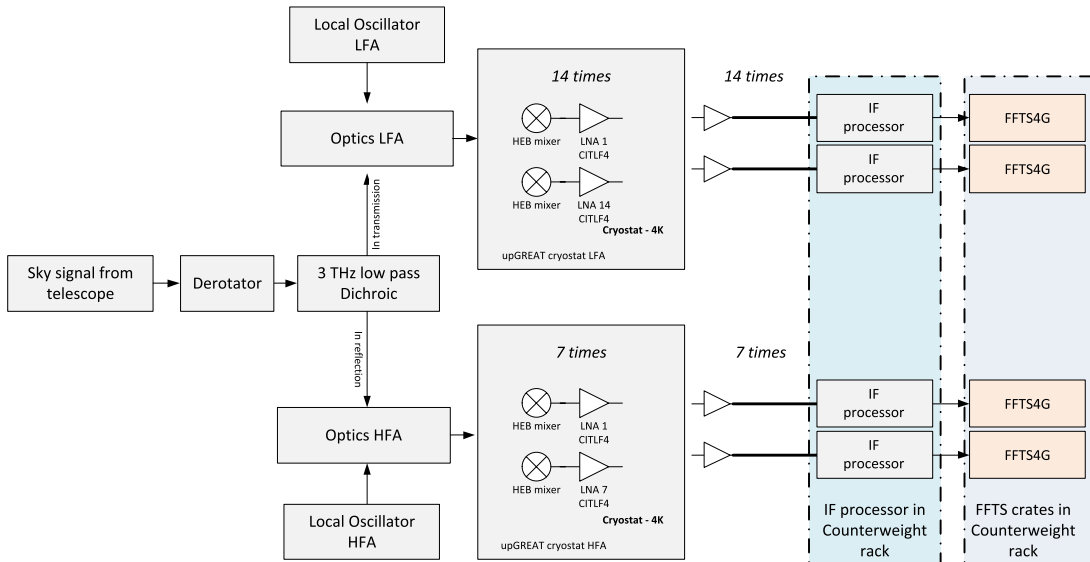 Local Oscillator
LFA
Optics LFA
In transmission
Sky signal from
telescope
Derotator
3 THz low pass
Dichroic
In reflection
Optics HFA
Local Oscillator
HFA
14 times
HEB mixer
LNA 1
CITLF4
HEB mixer
LNA 14
CITLF4
Cryostat - 4K
upGREAT cryostat LFA
7 times
HEB mixer
LNA 1
CITLF4
HEB mixer
LNA 7
CITLF4
Cryostat - 4K
upGREAT cryostat HFA
14 times
7 times
IF
processor
IF
processor
IF
processor
IF
processor
IF processor in
Counterweight
rack
FFTS4G
FFTS4G
FFTS4G
FFTS4G
FFTS crates in
Counterweight
rack